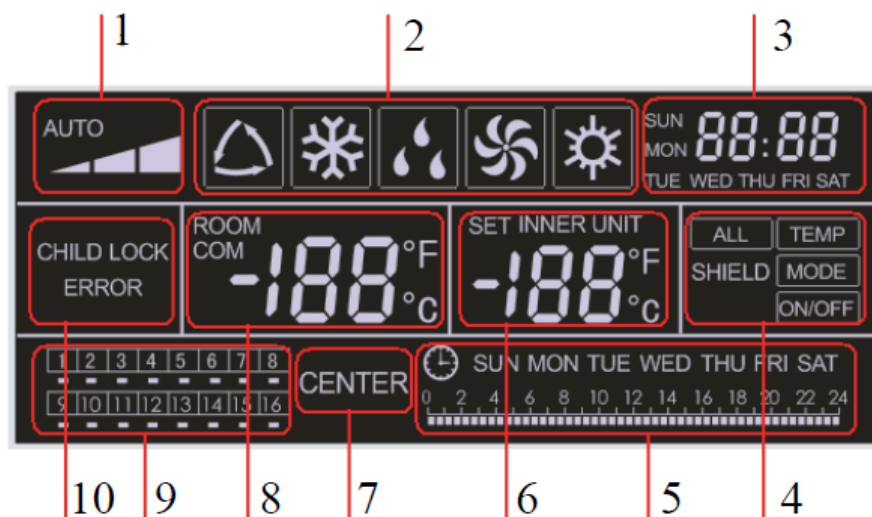 1 2 3
AUTO
SUN
MON 88:88
TUE WED THU FRI SAT
CHILD LOCK
ERROR
ROOM
COM
-188 °F
°C
SET INNER UNIT
-188 °F
°C
ALL TEMP
SHIELD MODE
ON/OFF
1 2 3 4 5 6 7 8
9 10 11 12 13 14 15 16
CENTER
SUN MON TUE WED THU FRI SAT
0 2 4 6 8 10 12 14 16 18 20 22 24
10 9 8 7 6 5 4